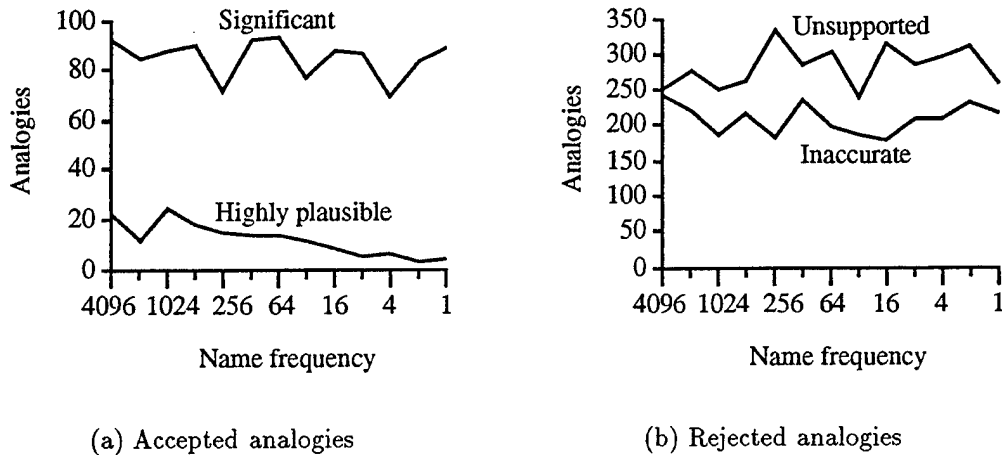 100
80
60
40
20
0
Analogies
Significant
Highly plausible
4096 1024 256 64 16 4 1
Name frequency
(a) Accepted analogies
350
300
250
200
150
100
50
0
Analogies
Unsupported
Inaccurate
4096 1024 256 64 16 4 1
Name frequency
(b) Rejected analogies